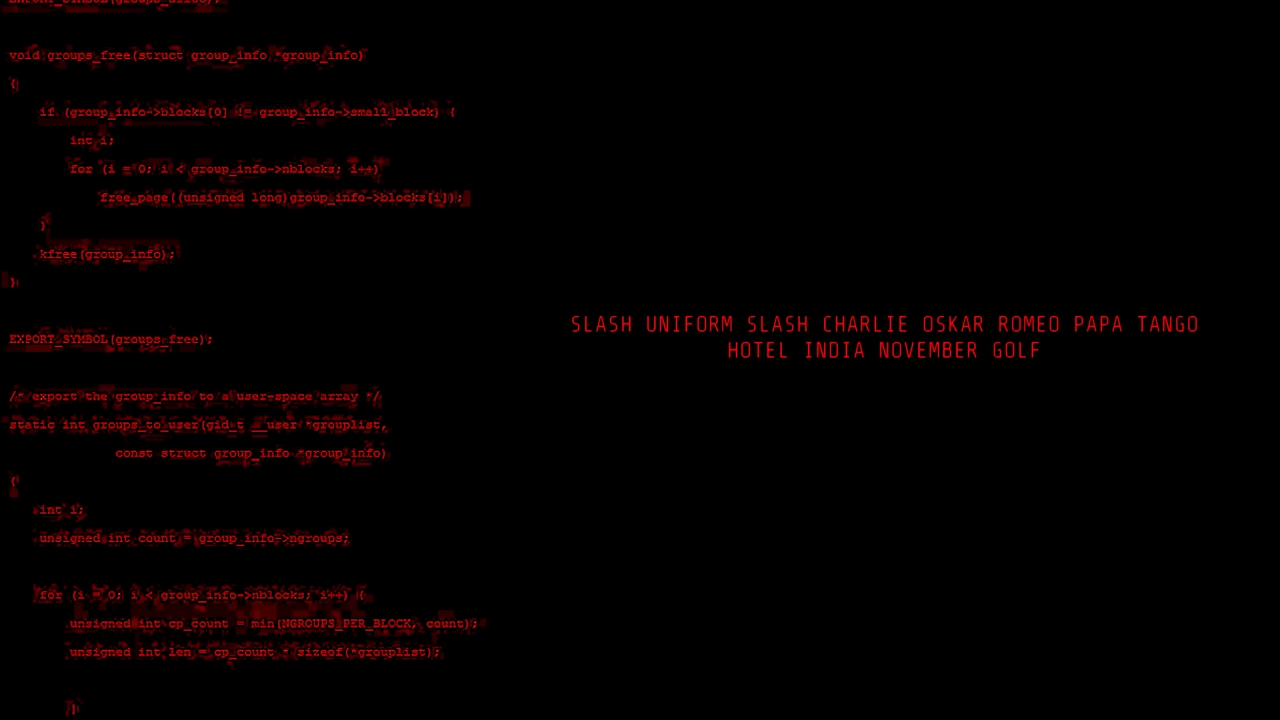 EXPORT_SYMBOL(groups_alloc);
void groups_free(struct group_info *group_info)
{
if (group_info->blocks[0] != group_info->small_block) {
int i;
for (i = 0; i < group_info->nblocks; i++)
free_page((unsigned long)group_info->blocks[i]);
}
kfree(group_info);
}
EXPORT_SYMBOL(groups_free);
/* export the group_info to a user-space array */
static int groups_to_user(gid_t __user *grouplist,
const struct group_info *group_info)
{
int i;
unsigned int count = group_info->ngroups;
for (i = 0; i < group_info->nblocks; i++) {
unsigned int cp_count = min(NGROUPS_PER_BLOCK, count);
unsigned int len = cp_count * sizeof(*grouplist);
SLASH UNIFORM SLASH CHARLIE OSKAR ROMEO PAPA TANGO
HOTEL INDIA NOVEMBER GOLF